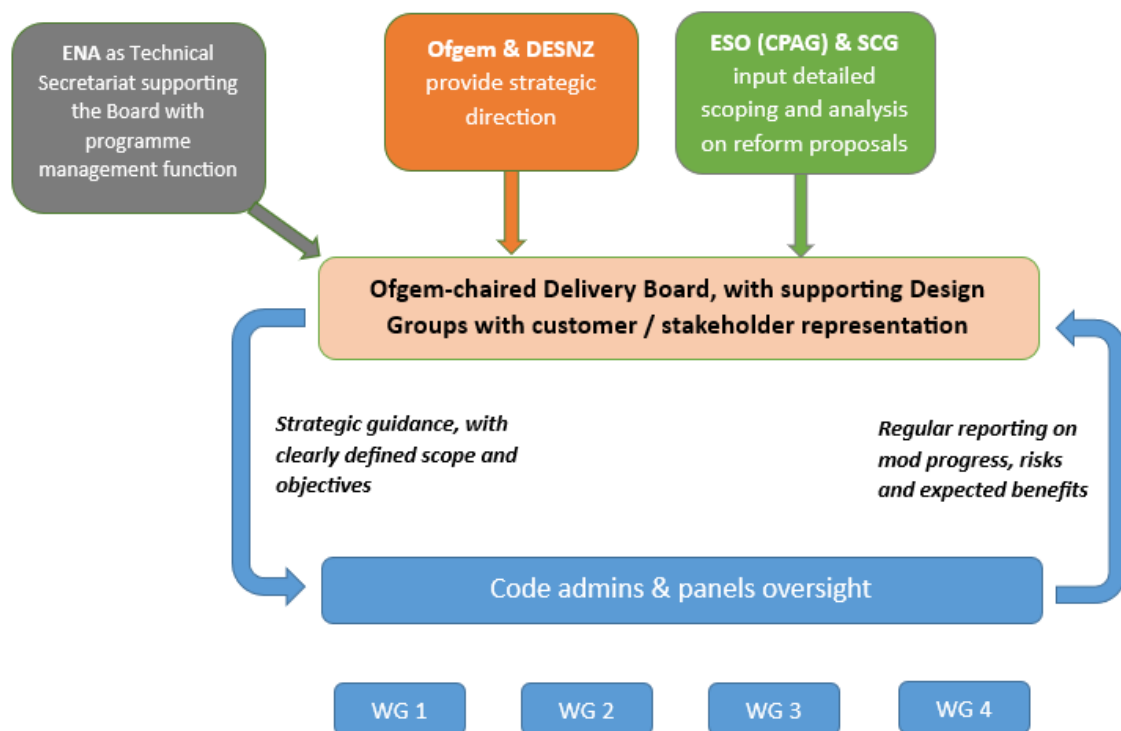 ENA as Technical
Secretariat supporting
the Board with
programme
management function
Ofgem & DESNZ
provide strategic
direction
ESO (CPAG) & SCG
input detailed
scoping and analysis
on reform proposals
Ofgem-chaired Delivery Board, with supporting Design
Groups with customer / stakeholder representation
Strategic guidance, with
clearly defined scope and
objectives
Regular reporting on
mod progress, risks
and expected benefits
Code admins & panels oversight
WG 1
WG 2
WG 3
WG 4